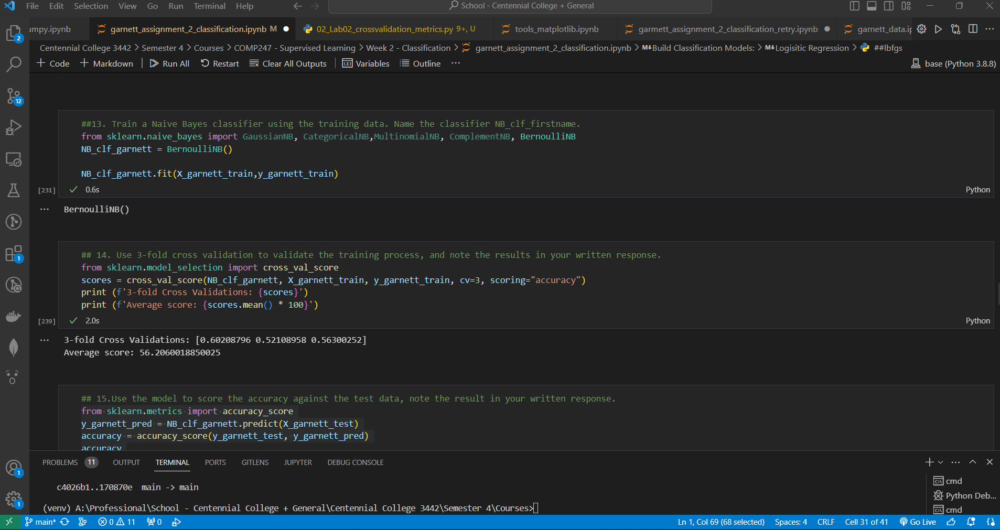 File Edit Selection View Go Run Terminal Help School - Centennial College + General
umpy.ipynb garnett_assignment_2_classification.ipynb M 02_Lab02_crossvalidation_metrics.py 9+, U tools_matplotlib.ipynb garmett_assignment_2_classification_retry.ipynb garnett_data.ip
Centennial College 3442 > Semester 4 > Courses > COMP247 - Supervised Learning > Week 2 - Classification > garnett_assignment_2_classification.ipynb > M↓Build Classification Models: > M↓Logisitic Regression > ##lbfgs
+ Code + Markdown | Run All Restart Clear All Outputs | Variables Outline ··· base (Python 3.8.8)
##13. Train a Naive Bayes classifier using the training data. Name the classifier NB_clf_firstname.
from sklearn.naive_bayes import GaussianNB, CategoricalNB,MultinomialNB, ComplementNB, BernoulliNB
NB_clf_garnett = BernoulliNB()
NB_clf_garnett.fit(X_garnett_train,y_garnett_train)
[231] ✓ 0.6s Python
··· BernoulliNB()
## 14. Use 3-fold cross validation to validate the training process, and note the results in your written response.
from sklearn.model_selection import cross_val_score
scores = cross_val_score(NB_clf_garnett, X_garnett_train, y_garnett_train, cv=3, scoring="accuracy")
print (f'3-fold Cross Validations: {scores}')
print (f'Average score: {scores.mean() * 100}')
[239] ✓ 2.0s Python
··· 3-fold Cross Validations: [0.60208796 0.52108958 0.56300252]
Average score: 56.2060018850025
## 15.Use the model to score the accuracy against the test data, note the result in your written response.
from sklearn.metrics import accuracy_score
y_garnett_pred = NB_clf_garnett.predict(X_garnett_test)
accuracy = accuracy_score(y_garnett_test, y_garnett_pred)
accuracy
PROBLEMS 11 OUTPUT TERMINAL PORTS GITLENS JUPYTER DEBUG CONSOLE
c4026b1..170870e main -> main
(venv) A:\Professional\School - Centennial College + General\Centennial College 3442\Semester 4\Courses>
cmd
Python Deb...
cmd
main* 0 11 0 Ln 1, Col 69 (68 selected) Spaces: 4 CRLF Cell 31 of 41 Go Live
2
12
1
1
1